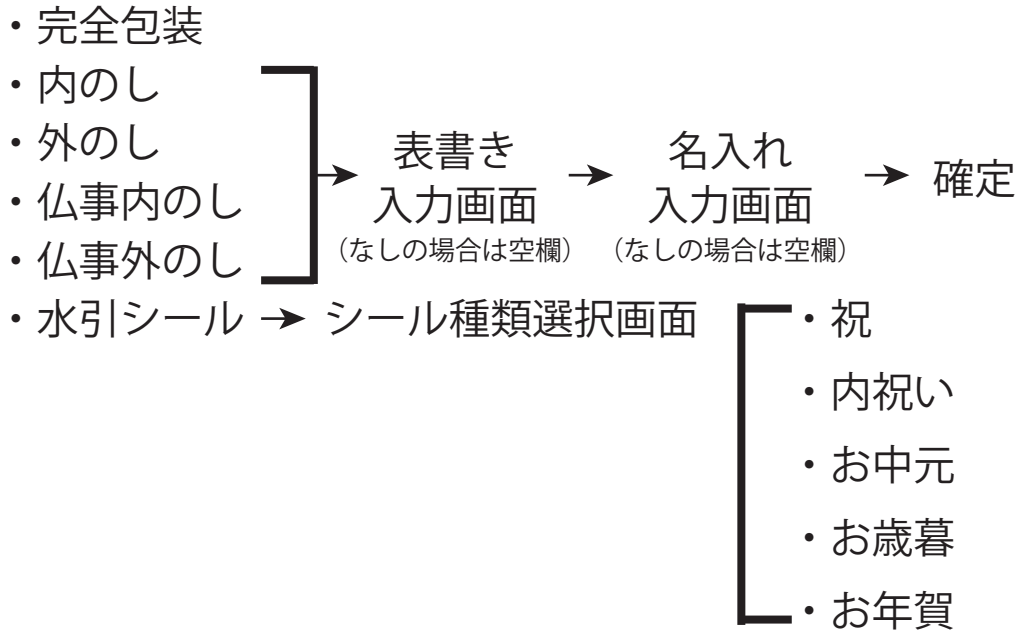 ・完全包装
・内のし
・外のし
・仏事内のし
・仏事外のし
表書き
入力画面
（なしの場合は空欄）
名入れ
入力画面
（なしの場合は空欄）
確定
・水引シール
シール種類選択画面
・祝
・内祝い
・お中元
・お歳暮
・お年賀